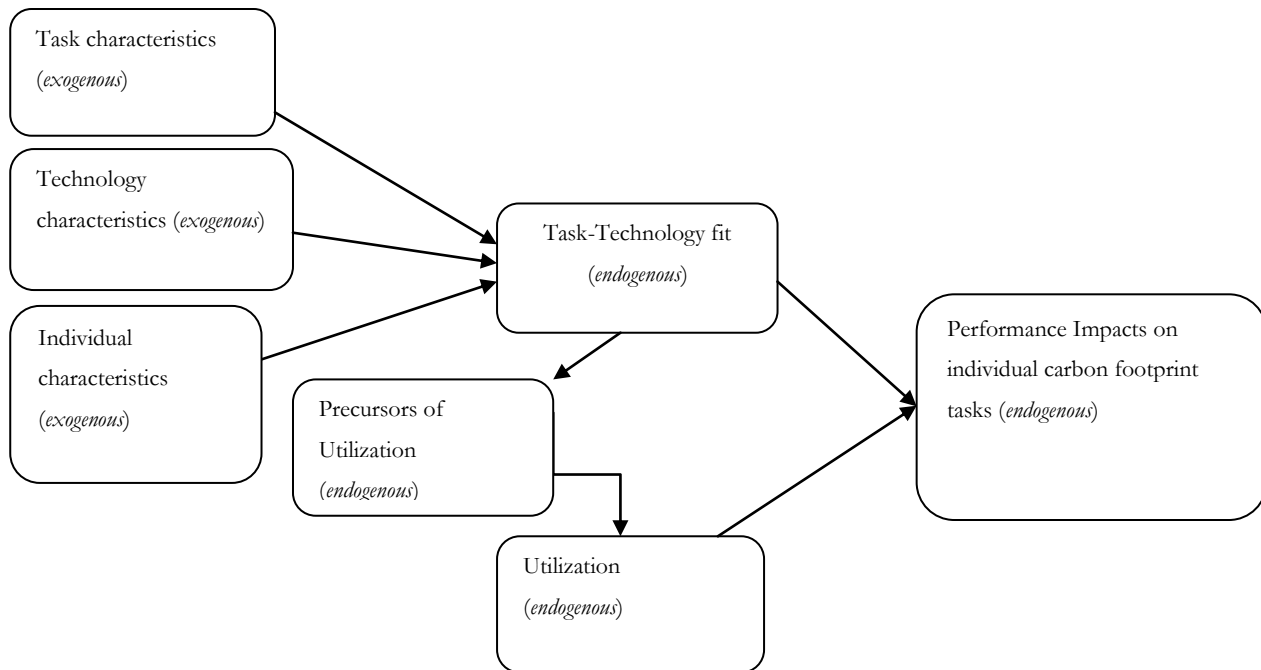 Task characteristics
(exogenous)
Technology
characteristics (exogenous)
Individual
characteristics
(exogenous)
Task-Technology fit
(endogenous)
Precursors of
Utilization
(endogenous)
Utilization
(endogenous)
Performance Impacts on
individual carbon footprint
tasks (endogenous)